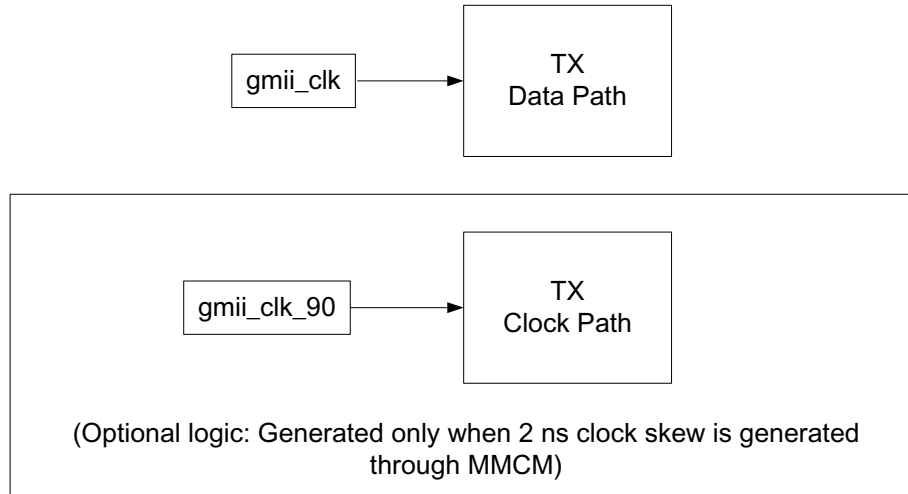 gmii_clk
TX
Data Path
gmii_clk_90
TX
Clock Path
(Optional logic: Generated only when 2 ns clock skew is generated
through MMCM)